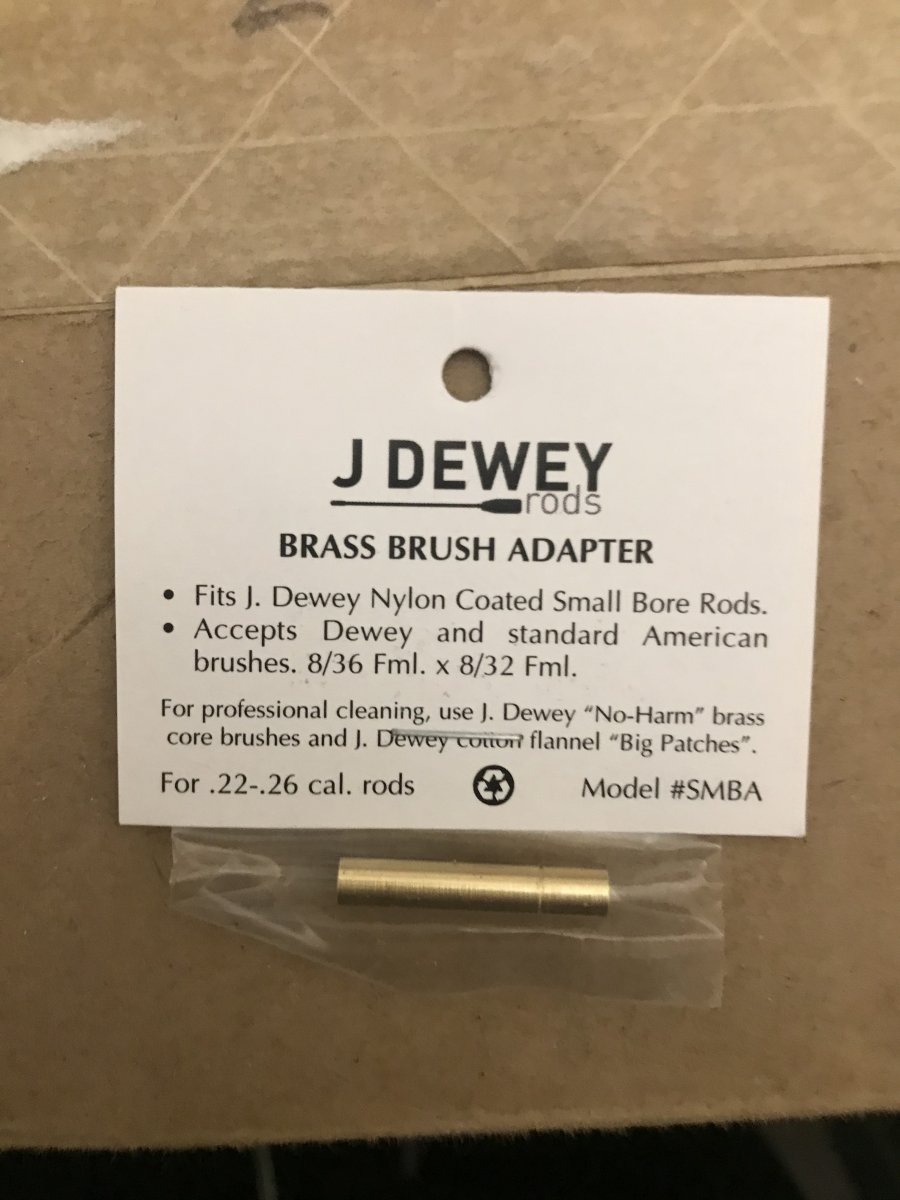 J DEWEY
rods
BRASS BRUSH ADAPTER
• Fits J. Dewey Nylon Coated Small Bore Rods.
• Accepts Dewey and standard American
brushes. 8/36 Fml. x 8/32 Fml.
For professional cleaning, use J. Dewey “No-Harm” brass
core brushes and J. Dewey cotton flannel “Big Patches”.
For .22-.26 cal. rods
Model #SMBA